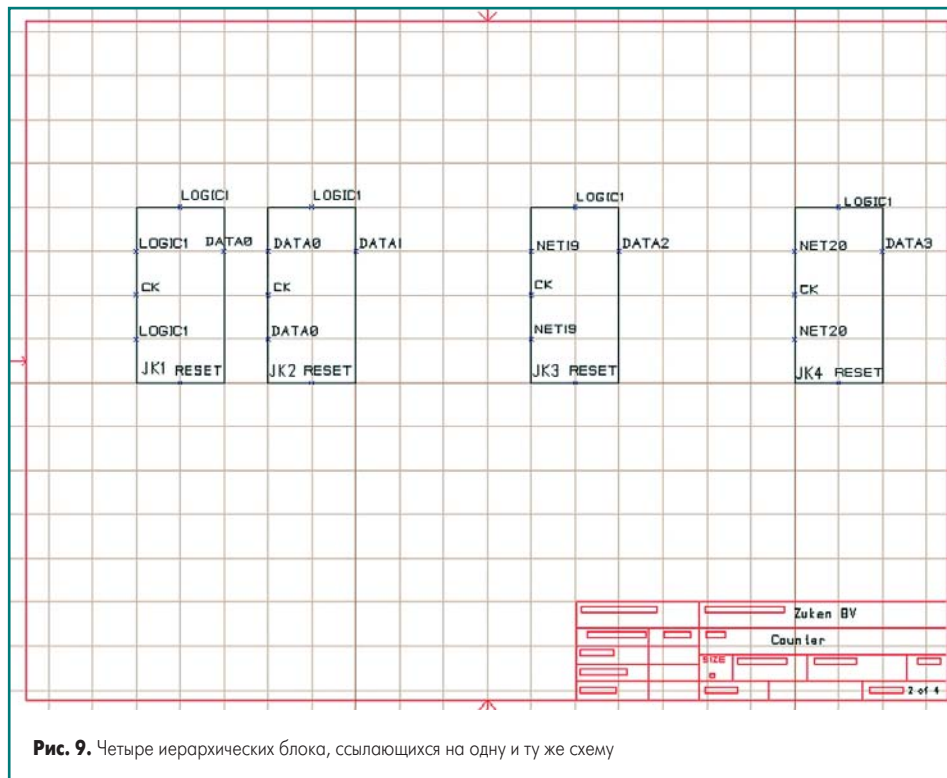 LOGIC1 LOGIC1 LOGIC1 LOGIC1
LOGIC1 DATA0 DATA0 DATA1 NET19 DATA2 NET20 DATA3
CK CK CK CK
LOGIC1 DATA0 NET19 NET20
JK1 RESET JK2 RESET JK3 RESET JK4 RESET
Zuken BV
Counter
SIZE
2 of 4
Рис. 9. Четыре иерархических блока, ссылающихся на одну и ту же схему